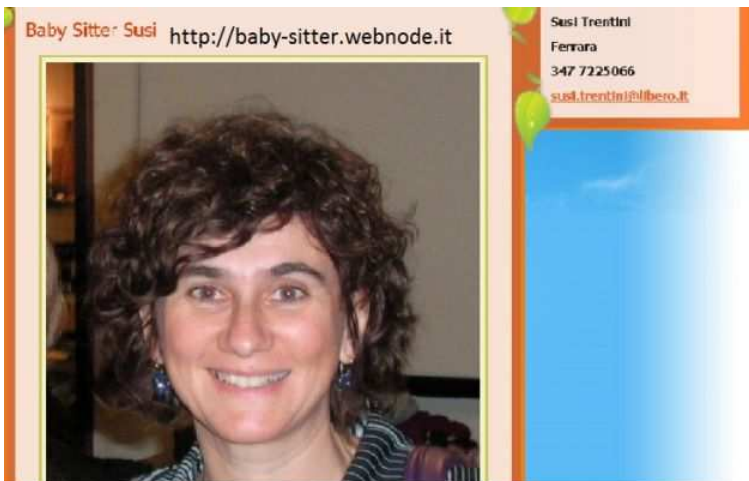 Baby Sitter Susi http://baby-sitter.webnode.it
Susi Trentini
Ferrara
347 7225066
susi.trentini@libero.it